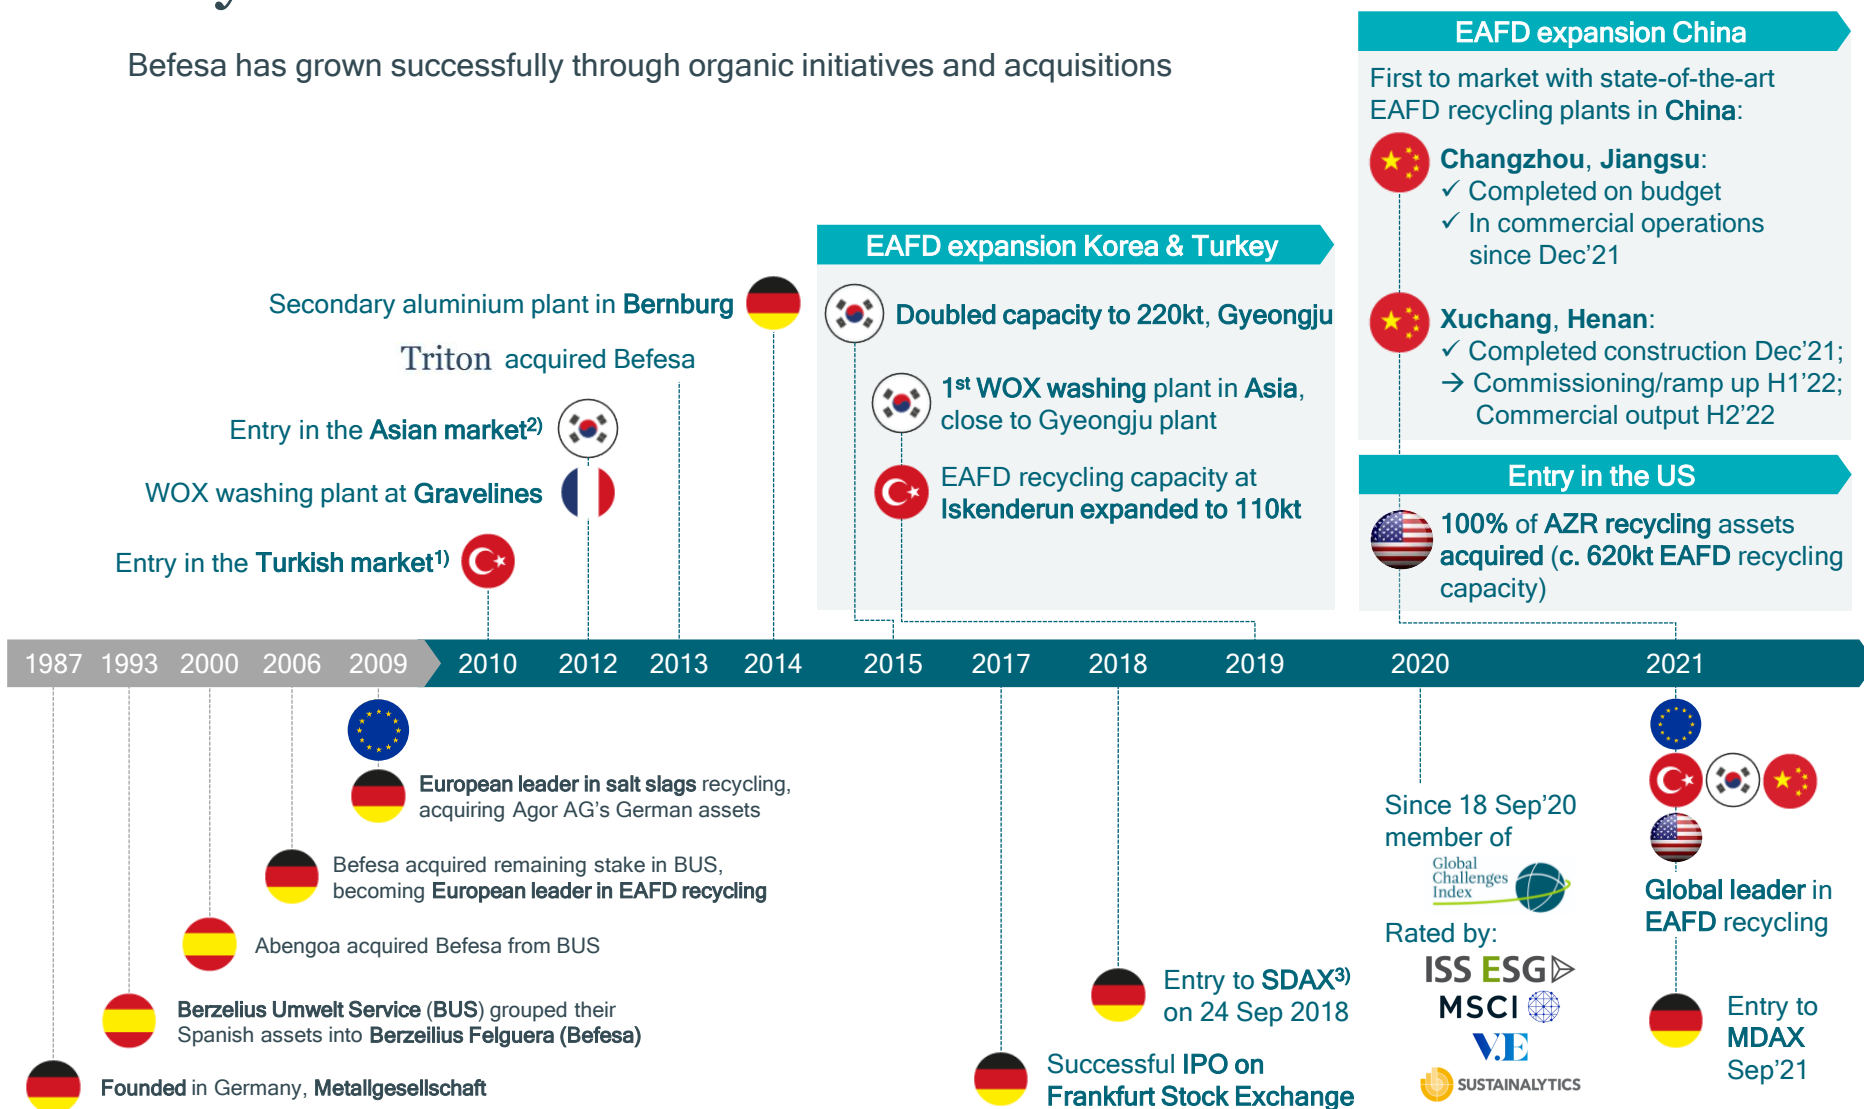 Befesa has grown successfully through organic initiatives and acquisitions
EAFD expansion China
First to market with state-of-the-art
EAFD recycling plants in China:
Changzhou, Jiangsu:
✓ Completed on budget
✓ In commercial operations
since Dec'21
Xuchang, Henan:
✓ Completed construction Dec'21;
→ Commissioning/ramp up H1'22;
Commercial output H2'22
Entry in the US
100% of AZR recycling assets
acquired (c. 620kt EAFD recycling
capacity)
EAFD expansion Korea & Turkey
Doubled capacity to 220kt, Gyeongju
1st WOX washing plant in Asia,
close to Gyeongju plant
EAFD recycling capacity at
Iskenderun expanded to 110kt
Secondary aluminium plant in Bernburg
Triton acquired Befesa
Entry in the Asian market2)
WOX washing plant at Gravelines
Entry in the Turkish market1)
1987 1993 2000 2006 2009 2010 2012 2013 2014 2015 2017 2018 2019 2020 2021
European leader in salt slags recycling,
acquiring Agor AG's German assets
Befesa acquired remaining stake in BUS,
becoming European leader in EAFD recycling
Abengoa acquired Befesa from BUS
Berzelius Umwelt Service (BUS) grouped their
Spanish assets into Berzeilius Felguera (Befesa)
Founded in Germany, Metallgesellschaft
Successful IPO on
Frankfurt Stock Exchange
Entry to SDAX3)
on 24 Sep 2018
Since 18 Sep'20
member of
Global
Challenges
Index
Rated by:
ISS ESG
MSCI
V.E
SUSTAINALYTICS
Global leader in
EAFD recycling
Entry to
MDAX
Sep'21